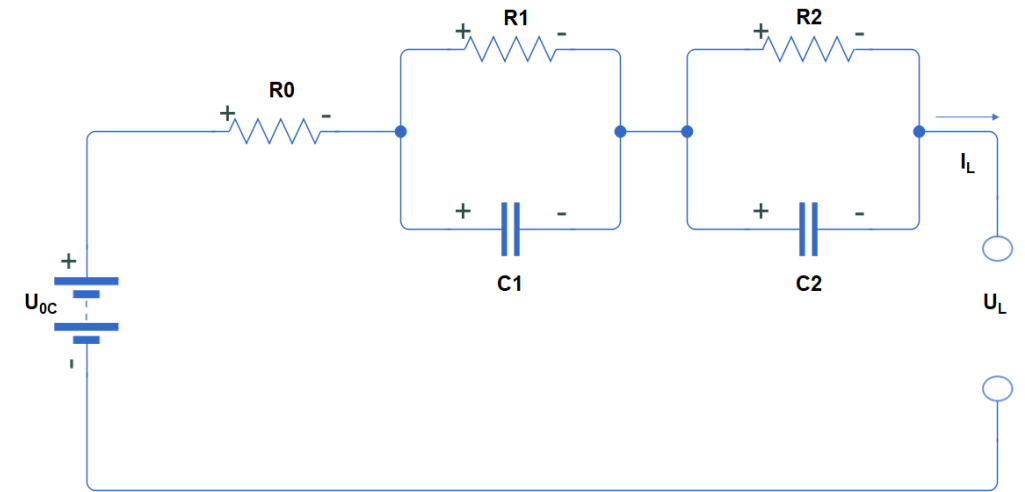 R1
R2
+ -
+ -
R0
+ -
I_L
+ -
+ -
C1
C2
+
U_0C
U_L
-